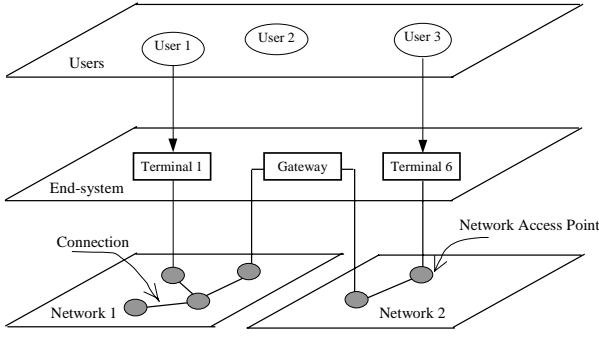 User 1
User 2
User 3
Users
Terminal 1
Gateway
Terminal 6
End-system
Network Access Point
Connection
Network 1
Network 2